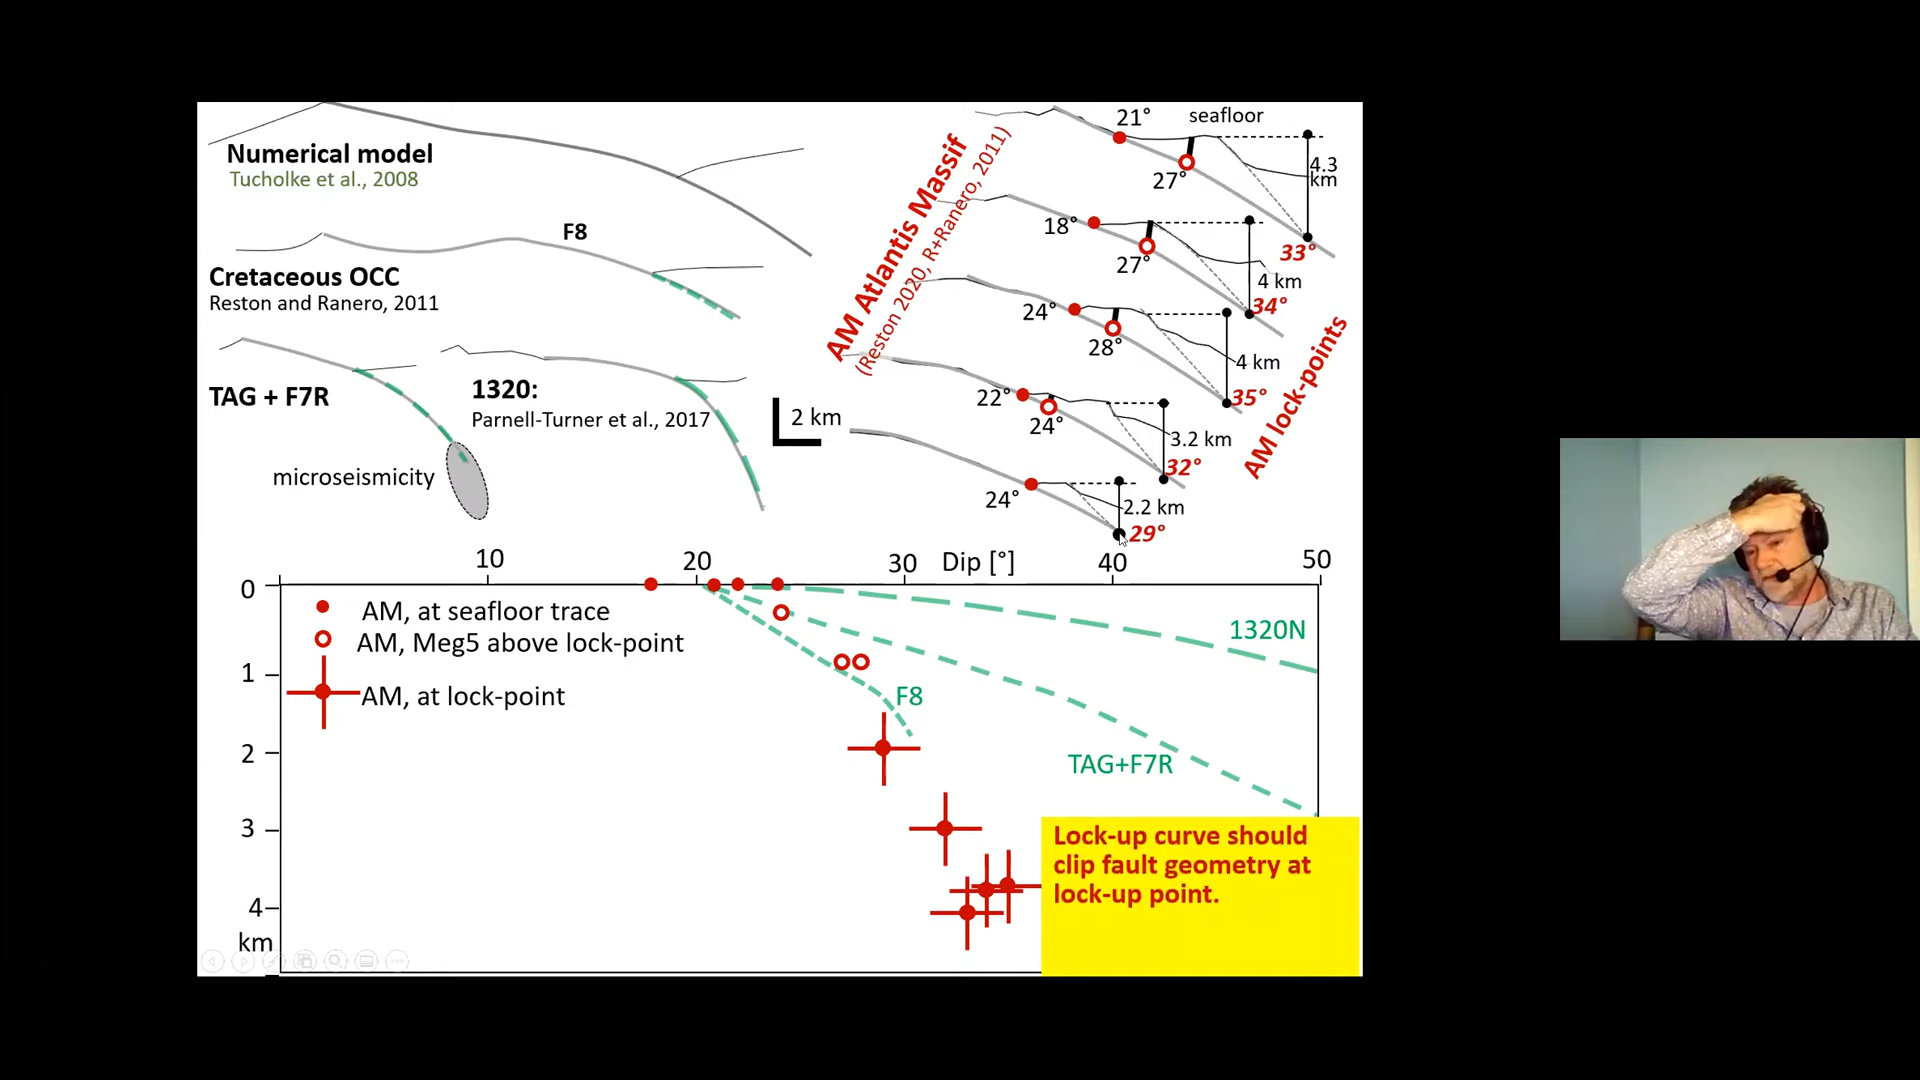 Numerical model
Tucholke et al., 2008
F8
Cretaceous OCC
Reston and Ranero, 2011
TAG + F7R
1320:
Parnell-Turner et al., 2017
microseismicity
2 km
AM Atlantis Massif
(Reston 2020, R+Ranero, 2011)
21°
seafloor
27°
4.3
km
33°
18°
27°
4 km
34°
24°
28°
4 km
35°
22°
24°
3.2 km
32°
24°
2.2 km
29°
AM lock-points
10
20
30
Dip [°]
40
50
0
1
2
3
4
km
AM, at seafloor trace
AM, Meg5 above lock-point
AM, at lock-point
1320N
F8
TAG+F7R
Lock-up curve should
clip fault geometry at
lock-up point.